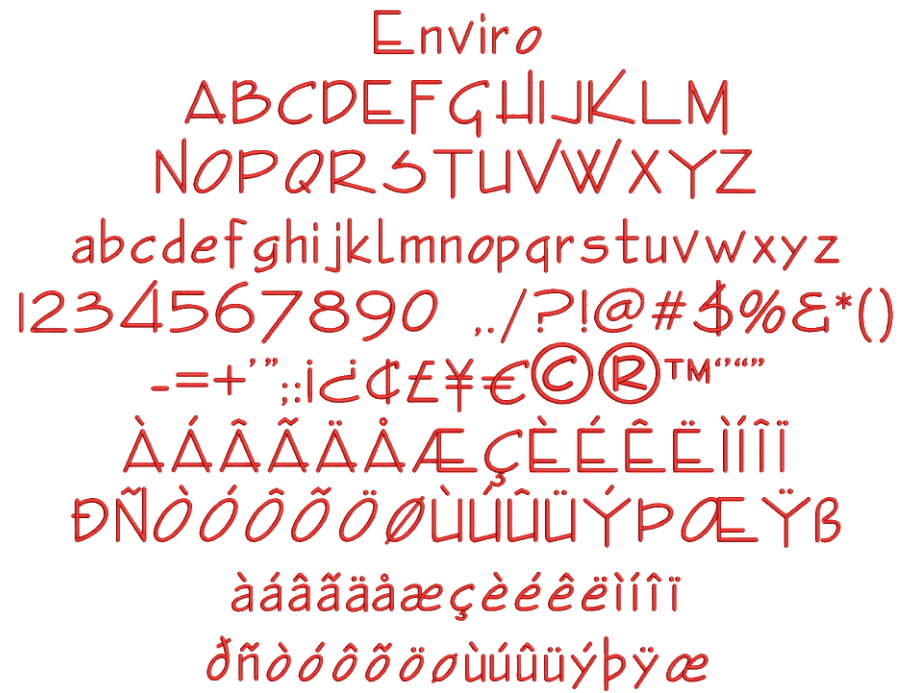 Enviro
ABCDEFGHIJKLM
NOPQRSTUVWXYZ
abcdefghijklmnopqrstuvwxyz
1234567890 ,./?!@#$%&*()
-=+'";:¡¿¢£¥€©®™‘’“”
ÀÁÂÃÄÅÆÇÈÉÊËÌÍÎÏ
ÐÑÒÓÔÕÖØÙÚÛÜÝÞŒŸß
àáâãäåæçèéêëìíîï
ðñòóôõöøùúûüýþÿœ